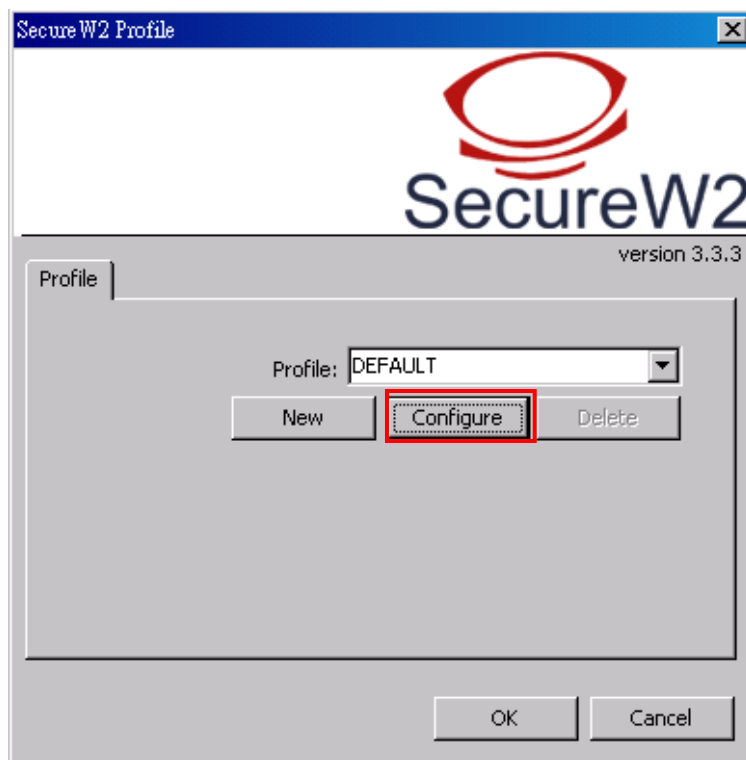 SecureW2 Profile
SecureW2
version 3.3.3
Profile
Profile: DEFAULT
New Configure Delete
OK Cancel